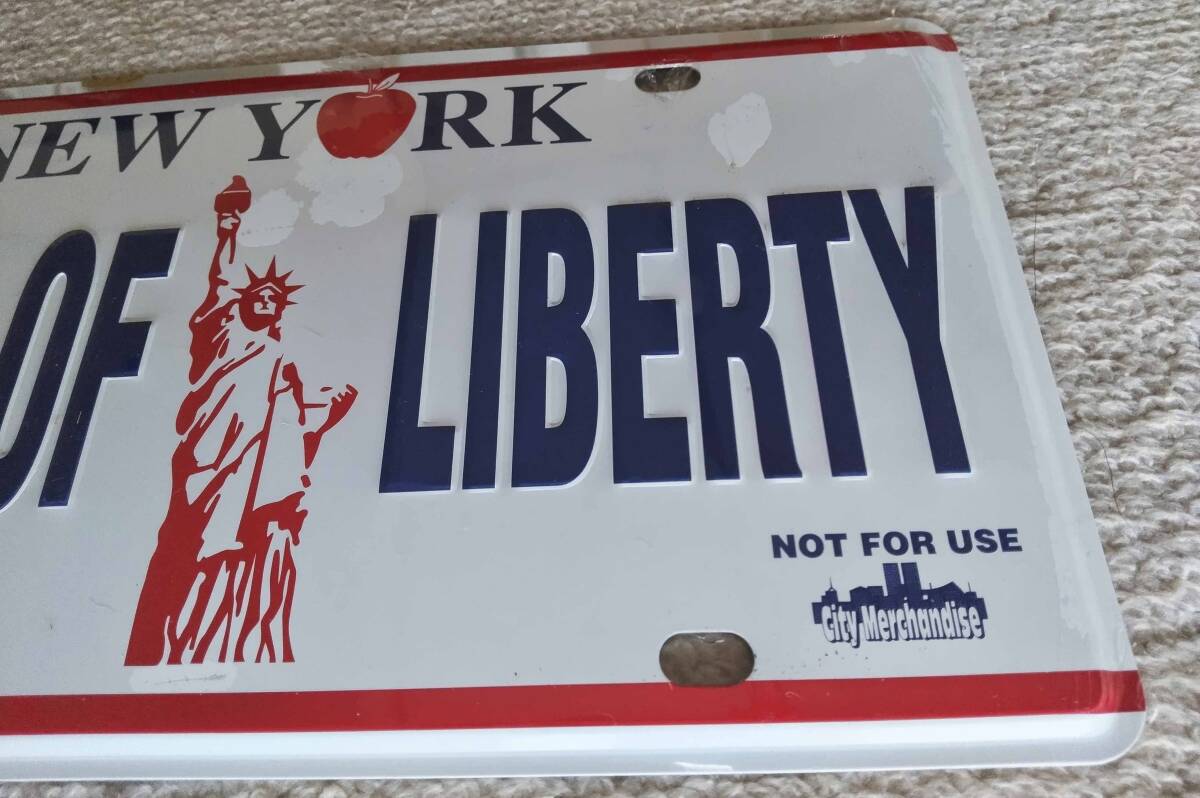 NEW YORK
OF LIBERTY
NOT FOR USE
City Merchandise